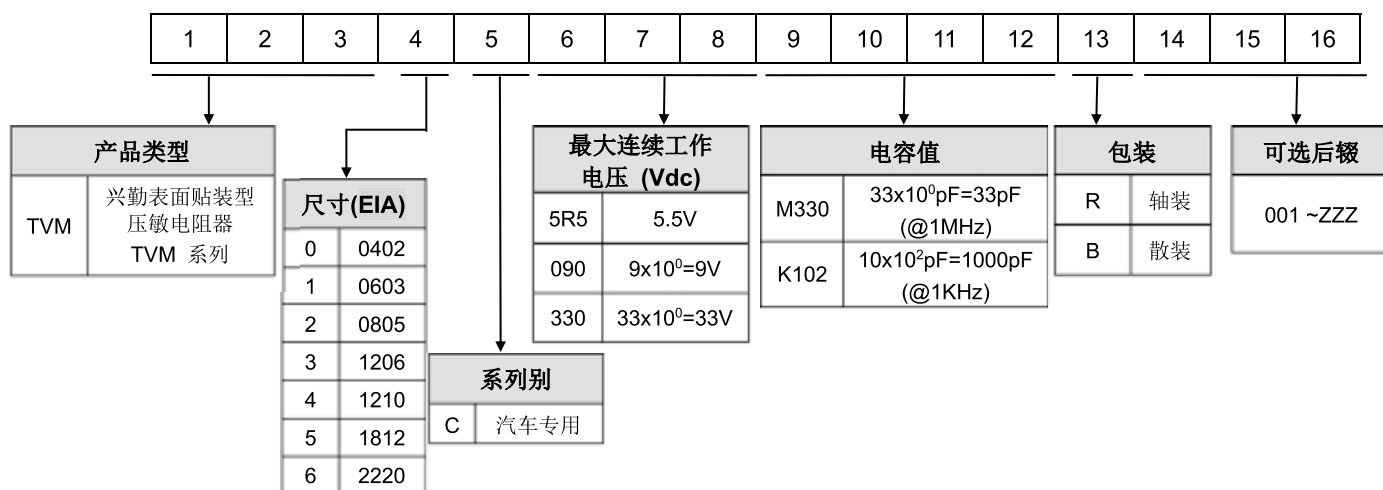 1 2 3 4 5 6 7 8 9 10 11 12 13 14 15 16
产品类型
TVM
兴勤表面贴装型
压敏电阻器
TVM 系列
尺寸(EIA)
0 0402
1 0603
2 0805
3 1206
4 1210
5 1812
6 2220
系列别
C 汽车专用
最大连续工作
电压 (Vdc)
5R5 5.5V
090 9x10⁰=9V
330 33x10⁰=33V
电容值
M330
33x10⁰pF=33pF
(@1MHz)
K102
10x10²pF=1000pF
(@1KHz)
包装
R 轴装
B 散装
可选后辍
001 ~ZZZ